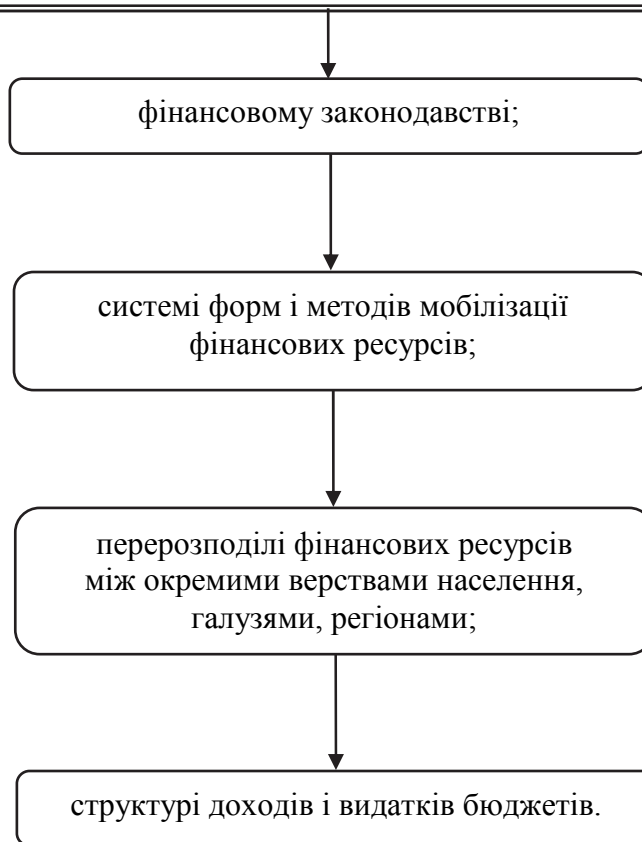 фінансовому законодавстві;
системі форм і методів мобілізації
фінансових ресурсів;
перерозподілі фінансових ресурсів
між окремими верствами населення,
галузями, регіонами;
структурі доходів і видатків бюджетів.